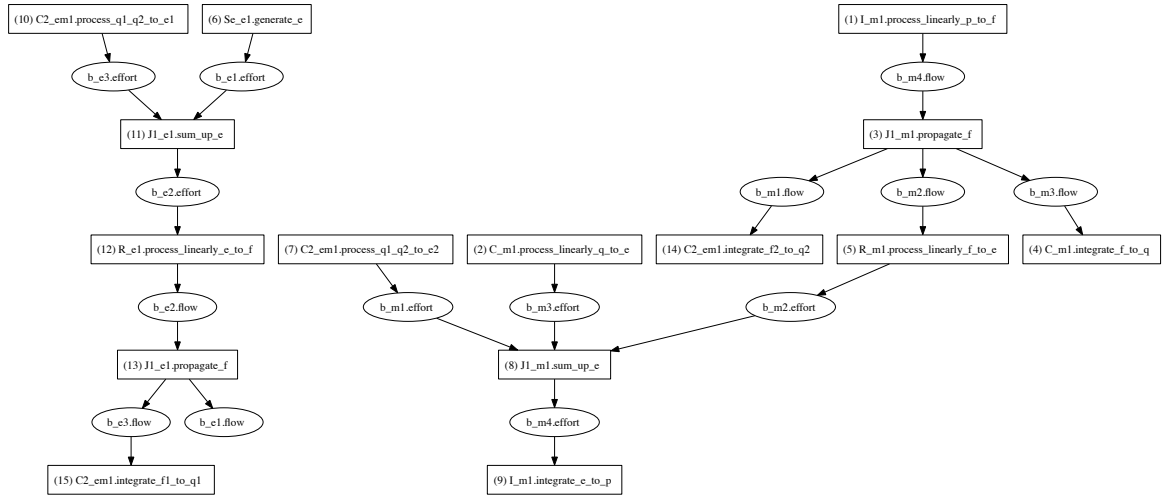 (10) C2_em1.process_q1_q2_to_e1
(6) Se_e1.generate_e
(1) I_m1.process_linearly_p_to_f
b_e3.effort
b_e1.effort
b_m4.flow
(11) J1_e1.sum_up_e
(3) J1_m1.propagate_f
b_e2.effort
b_m1.flow
b_m2.flow
b_m3.flow
(12) R_e1.process_linearly_e_to_f
(7) C2_em1.process_q1_q2_to_e2
(2) C_m1.process_linearly_q_to_e
(14) C2_em1.integrate_f2_to_q2
(5) R_m1.process_linearly_f_to_e
(4) C_m1.integrate_f_to_q
b_e2.flow
b_m1.effort
b_m3.effort
b_m2.effort
(13) J1_e1.propagate_f
(8) J1_m1.sum_up_e
b_e3.flow
b_e1.flow
b_m4.effort
(15) C2_em1.integrate_f1_to_q1
(9) I_m1.integrate_e_to_p